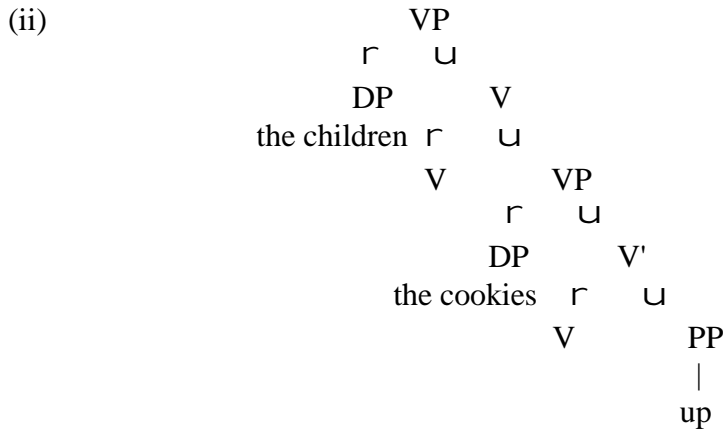 (ii) VP
r u
DP V
the children r u
V VP
r u
DP V'
the cookies r u
V PP
|
up